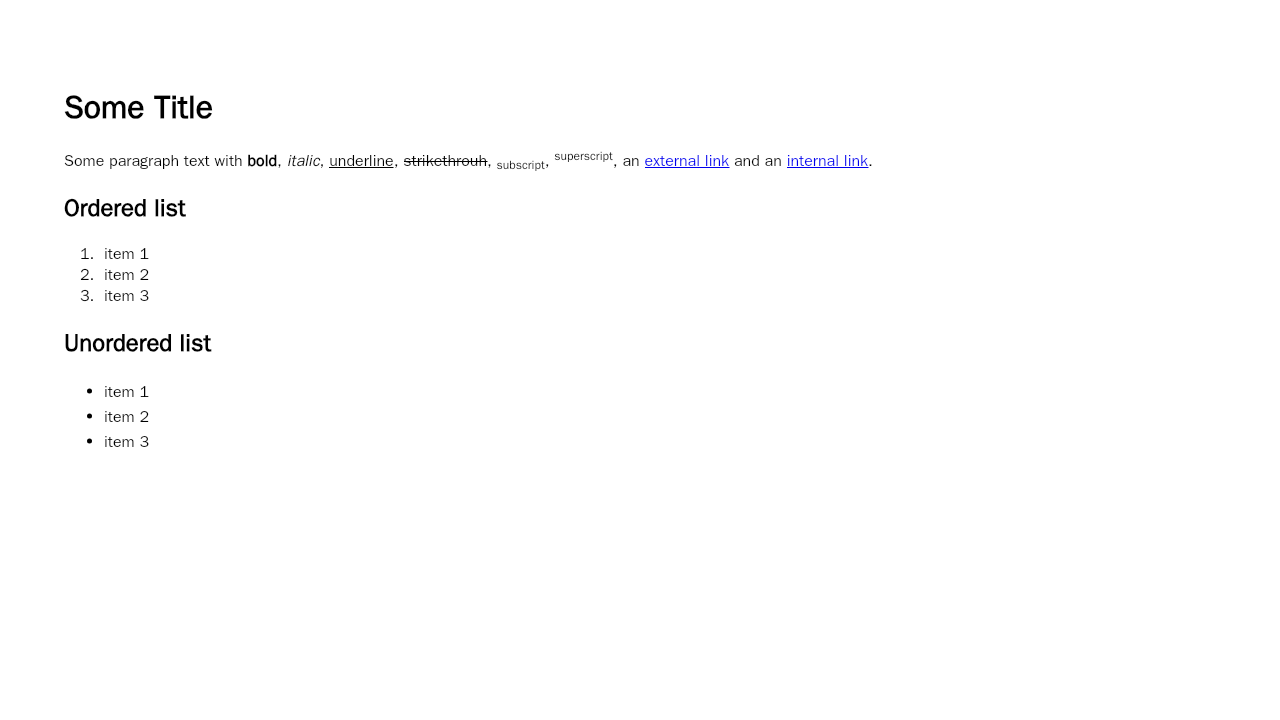 Some Title
Some paragraph text with bold, italic, underline, strikethrouh, subscript, superscript, an external link and an internal link.
Ordered list
1. item 1
2. item 2
3. item 3
Unordered list
• item 1
• item 2
• item 3